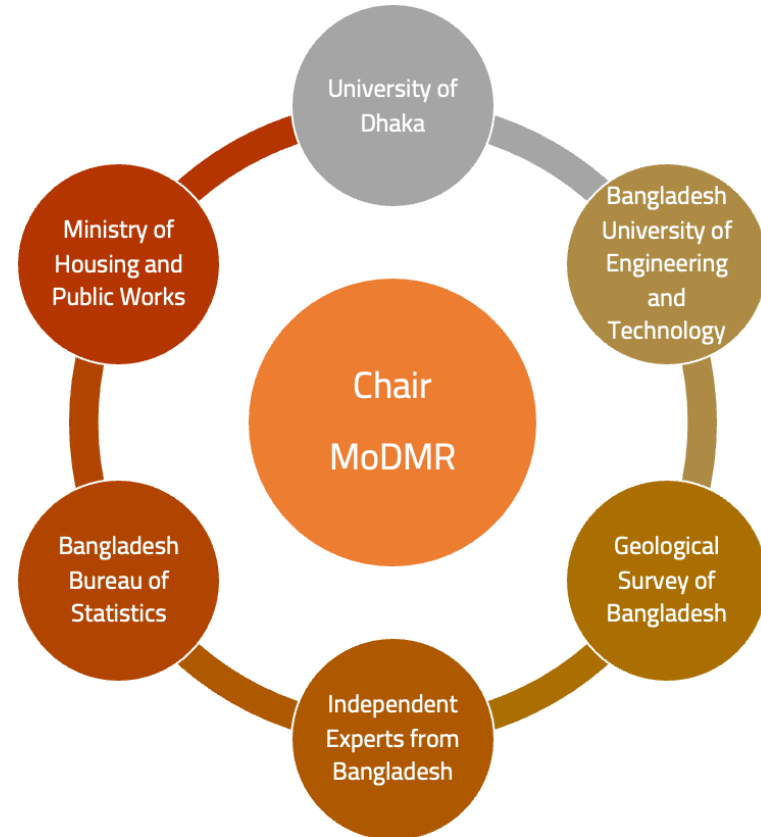 University of
Dhaka
Bangladesh
University of
Engineering
and
Technology
Ministry of
Housing and
Public Works
Chair
MoDMR
Bangladesh
Bureau of
Statistics
Geological
Survey of
Bangladesh
Independent
Experts from
Bangladesh